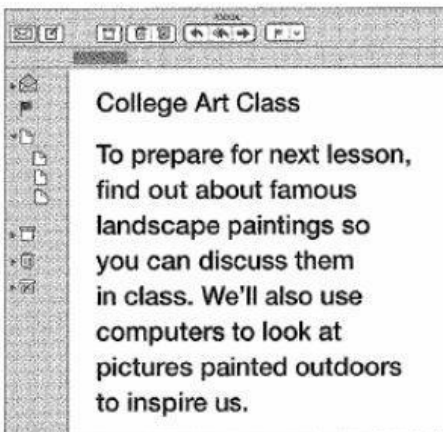 College Art Class
To prepare for next lesson,
find out about famous
landscape paintings so
you can discuss them
in class. We'll also use
computers to look at
pictures painted outdoors
to inspire us.